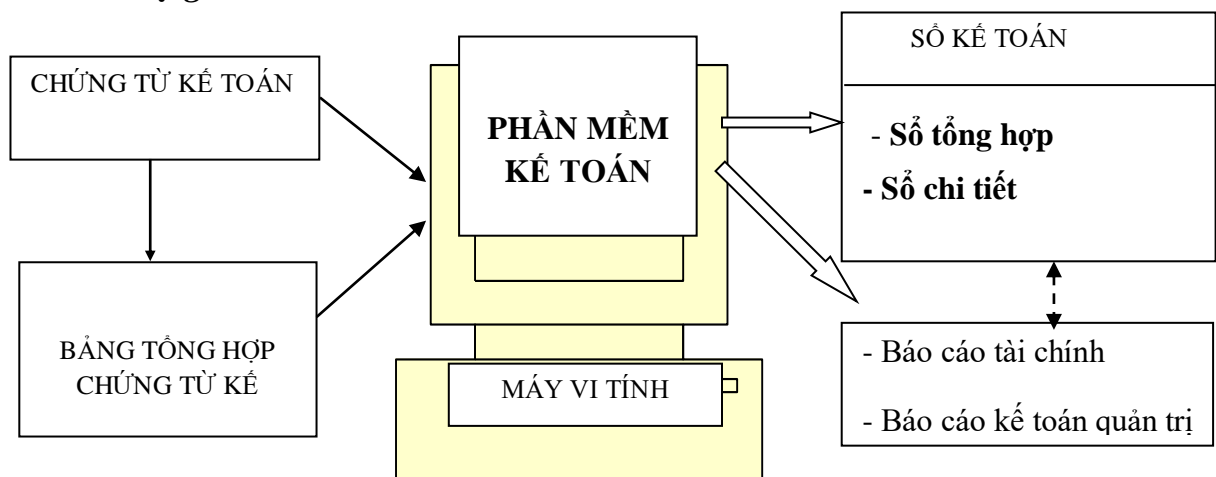 CHỨNG TỪ KẾ TOÁN
BẢNG TỔNG HỢP
CHỨNG TỪ KẾ
PHẦN MỀM
KẾ TOÁN
MÁY VI TÍNH
SỔ KẾ TOÁN
- Sổ tổng hợp
- Sổ chi tiết
- Báo cáo tài chính
- Báo cáo kế toán quản trị